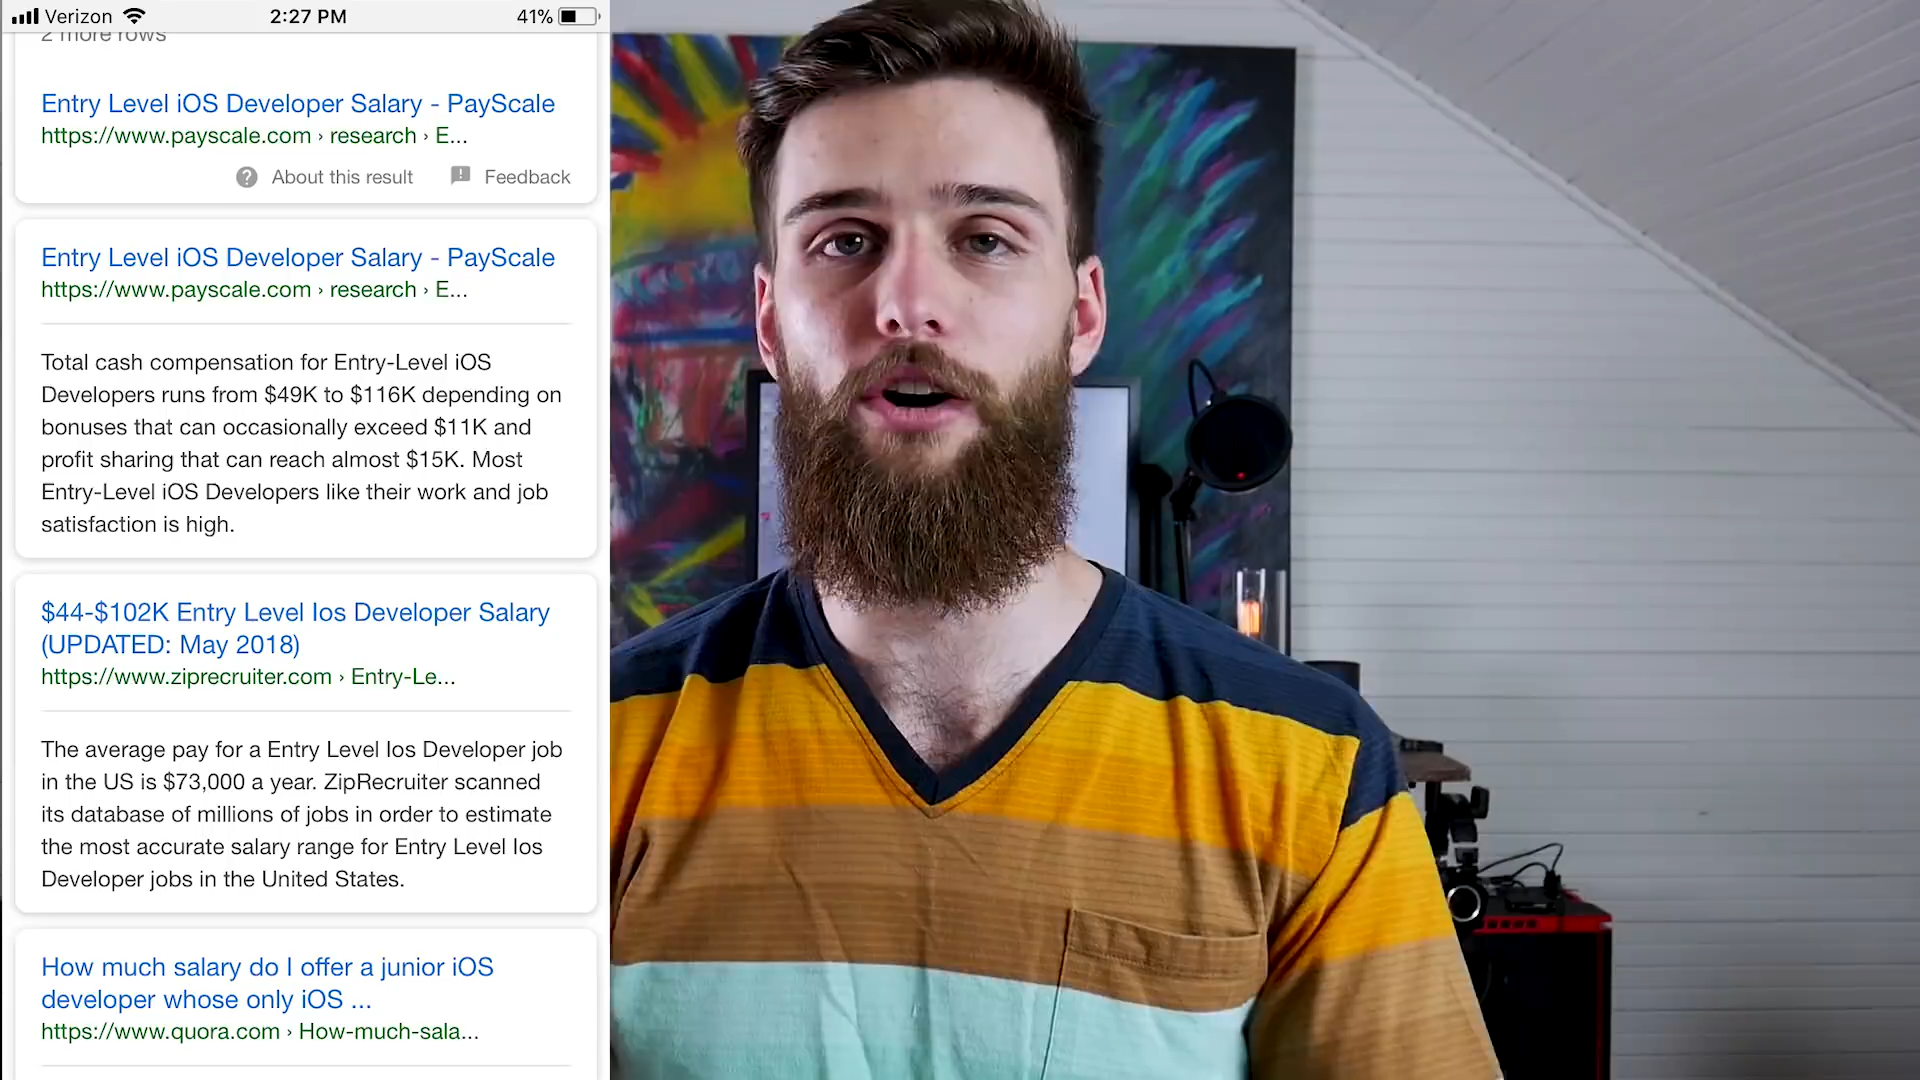 Verizon 2:27 PM 41%
2 more rows
Entry Level iOS Developer Salary - PayScale
https://www.payscale.com › research › E...
About this result Feedback
Entry Level iOS Developer Salary - PayScale
https://www.payscale.com › research › E...
Total cash compensation for Entry-Level iOS
Developers runs from $49K to $116K depending on
bonuses that can occasionally exceed $11K and
profit sharing that can reach almost $15K. Most
Entry-Level iOS Developers like their work and job
satisfaction is high.
$44-$102K Entry Level Ios Developer Salary
(UPDATED: May 2018)
https://www.ziprecruiter.com › Entry-Le...
The average pay for a Entry Level Ios Developer job
in the US is $73,000 a year. ZipRecruiter scanned
its database of millions of jobs in order to estimate
the most accurate salary range for Entry Level Ios
Developer jobs in the United States.
How much salary do I offer a junior iOS
developer whose only iOS ...
https://www.quora.com › How-much-sala...